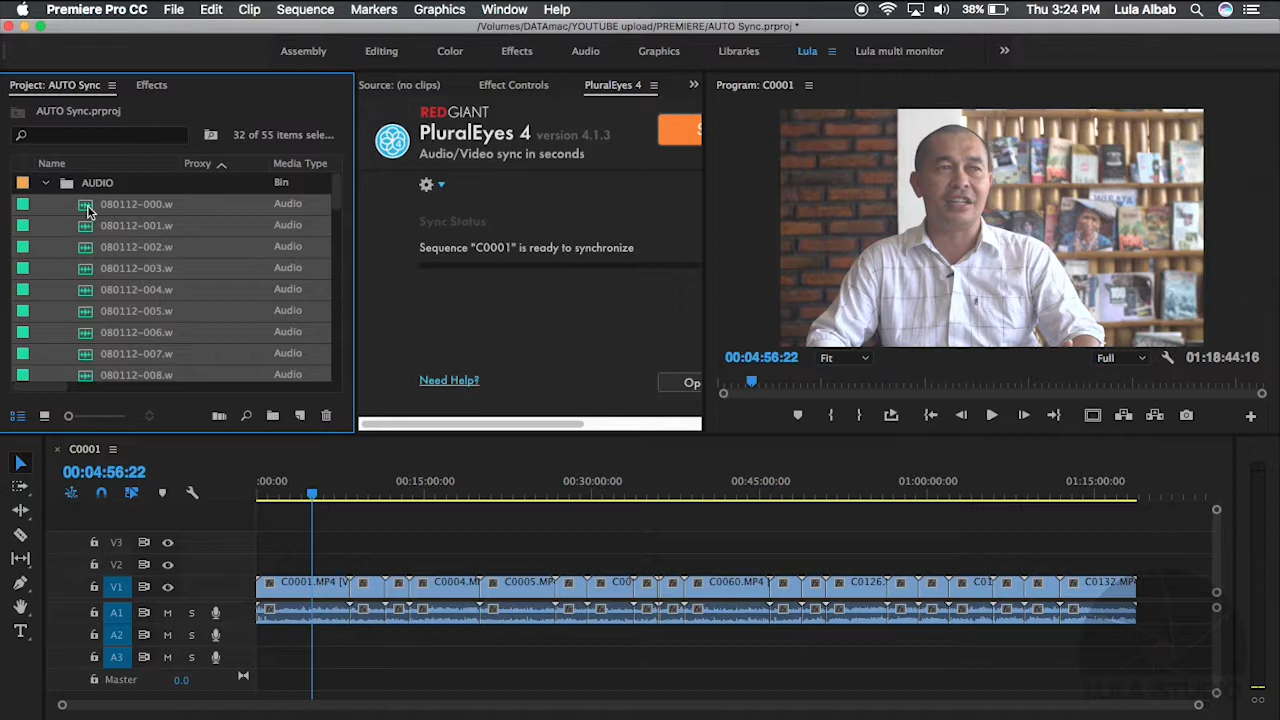 Premiere Pro CC File Edit Clip Sequence Markers Graphics Window Help 38% Thu 3:24 PM Lula Albab
/Volumes/DATAmac/YOUTUBE upload/PREMIERE/AUTO Sync.prproj *
Assembly Editing Color Effects Audio Graphics Libraries Lula Lula multi monitor
Project: AUTO Sync Effects
AUTO Sync.prproj
32 of 55 items sele...
Name Proxy Media Type
AUDIO Bin
080112-000.w Audio
080112-001.w Audio
080112-002.w Audio
080112-003.w Audio
080112-004.w Audio
080112-005.w Audio
080112-006.w Audio
080112-007.w Audio
080112-008.w Audio
Source: (no clips) Effect Controls PluralEyes 4
REDGIANT
PluralEyes 4 version 4.1.3
Audio/Video sync in seconds
S
Sync Status
Sequence "C0001" is ready to synchronize
Need Help? Op
Program: C0001
WISATA
00:04:56:22 Fit Full 01:18:44:16
C0001
00:04:56:22
:00:00 00:15:00:00 00:30:00:00 00:45:00:00 01:00:00:00 01:15:00:00
V3
V2
V1 C0001.MP4 [V C0004.M C0005.MP C00 C0060.MP4 C0126. C01 C0132.MP4
A1 M S
A2 M S
A3 M S
Master 0.0
LULA STUDIO